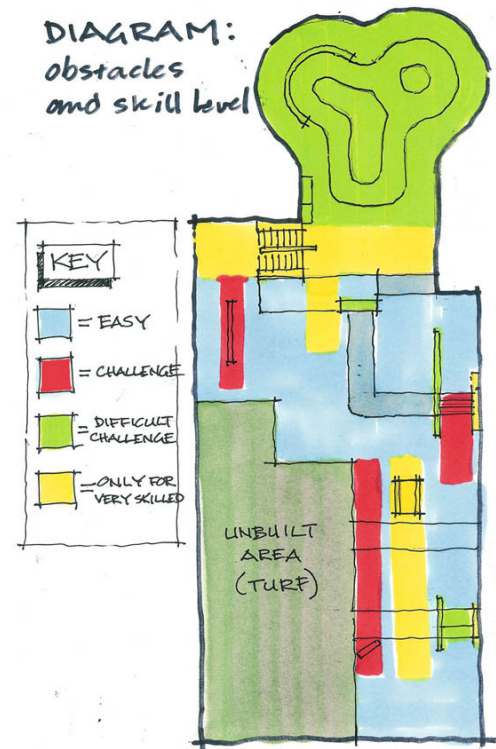 DIAGRAM:
obstacles
and skill level
KEY
= EASY
= CHALLENGE
= DIFFICULT
CHALLENGE
= ONLY FOR
VERY SKILLED
UNBUILT
AREA
(TURF)